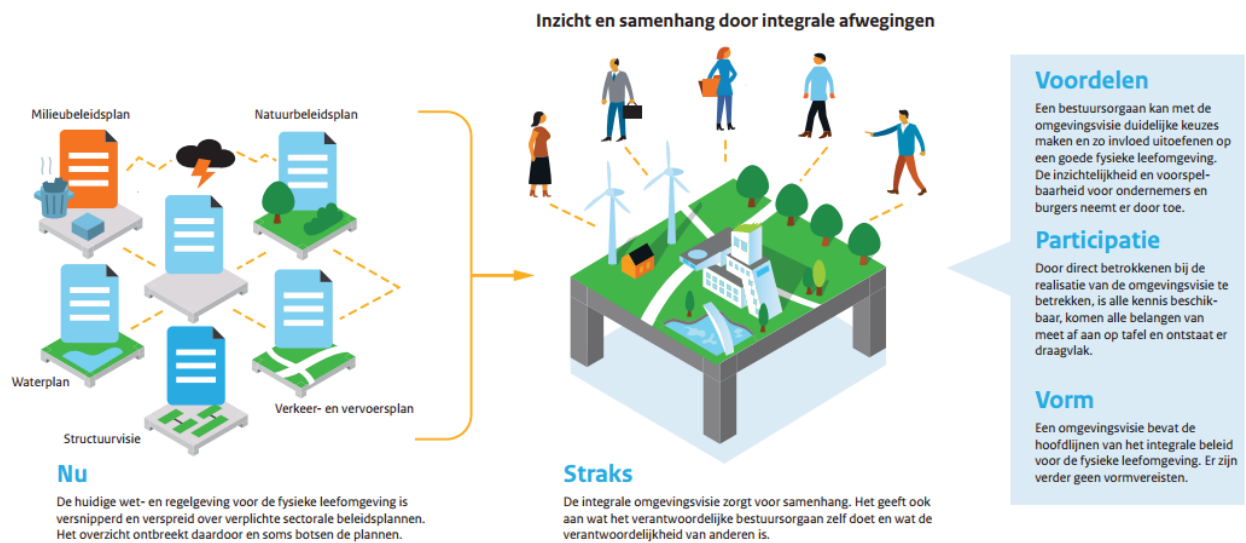 Inzicht en samenhang door integrale afwegingen
Milieubeleidsplan
Natuurbeleidsplan
Waterplan
Verkeer- en vervoersplan
Structuurvisie
Nu
De huidige wet- en regelgeving voor de fysieke leefomgeving is
versnipperd en verspreid over verplichte sectorale beleidsplannen.
Het overzicht ontbreekt daardoor en soms botsen de plannen.
Straks
De integrale omgevingsvisie zorgt voor samenhang. Het geeft ook
aan wat het verantwoordelijke bestuursorgaan zelf doet en wat de
verantwoordelijkheid van anderen is.
Voordelen
Een bestuursorgaan kan met de
omgevingsvisie duidelijke keuzes
maken en zo invloed uitoefenen op
een goede fysieke leefomgeving.
De inzichtelijkheid en voorspel-
baarheid voor ondernemers en
burgers neemt er door toe.
Participatie
Door direct betrokkenen bij de
realisatie van de omgevingsvisie te
betrekken, is alle kennis beschik-
baar, komen alle belangen van
meet af aan op tafel en ontstaat er
draagvlak.
Vorm
Een omgevingsvisie bevat de
hoofdlijnen van het integrale beleid
voor de fysieke leefomgeving. Er zijn
verder geen vormvereisten.